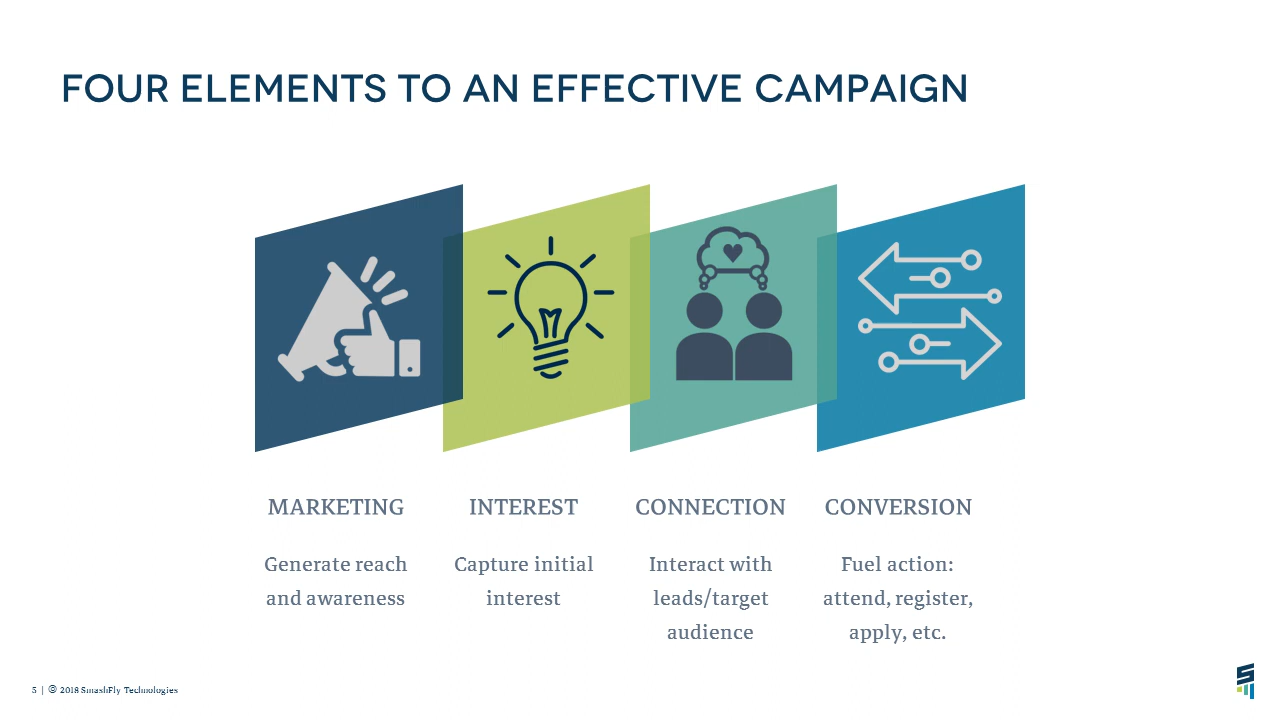 FOUR ELEMENTS TO AN EFFECTIVE CAMPAIGN
MARKETING
Generate reach
and awareness
INTEREST
Capture initial
interest
CONNECTION
Interact with
leads/target
audience
CONVERSION
Fuel action:
attend, register,
apply, etc.
5 | © 2018 SmashFly Technologies